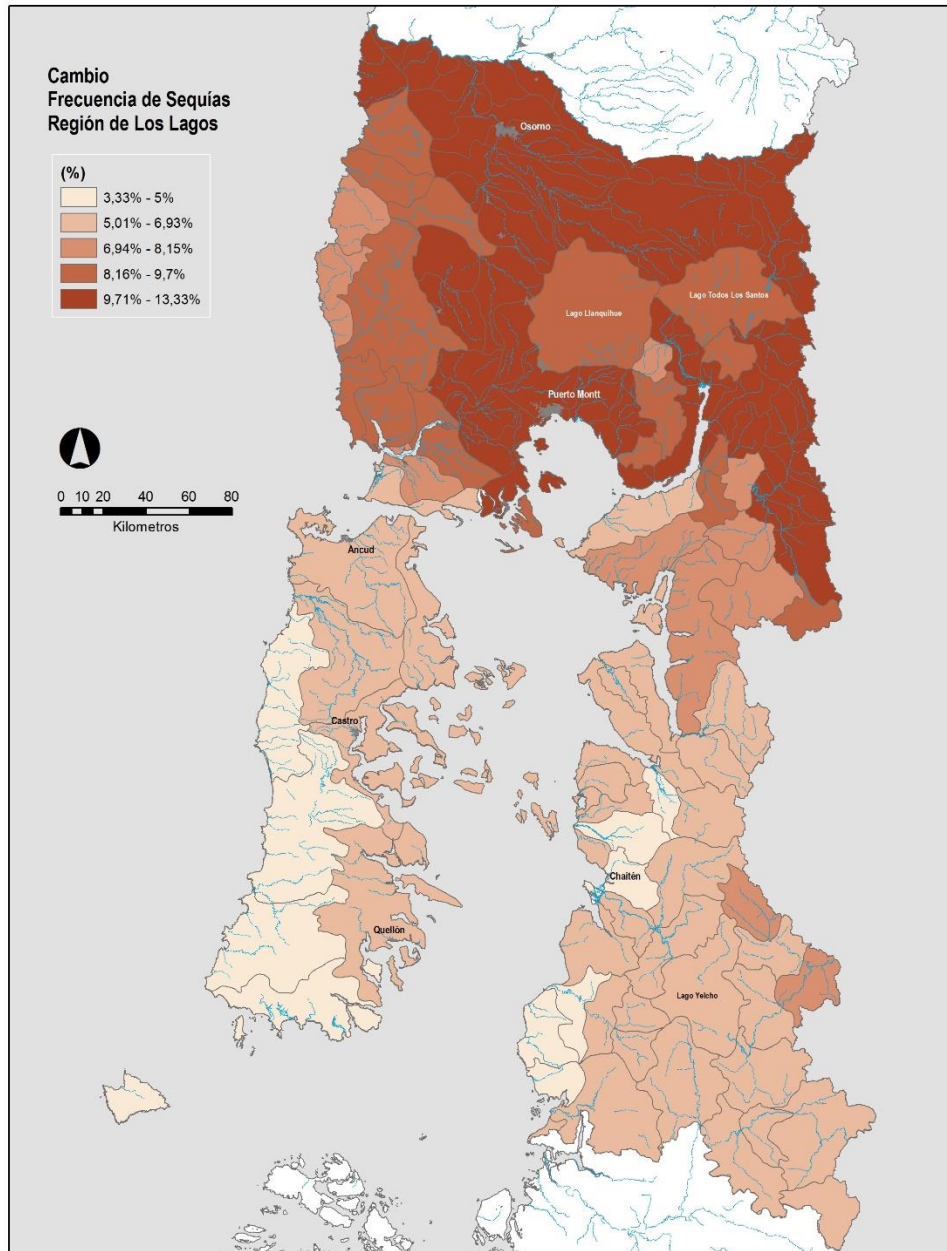 Cambio
Frecuencia de Sequías
Región de Los Lagos
(%)
3,33% - 5%
5,01% - 6,93%
6,94% - 8,15%
8,16% - 9,7%
9,71% - 13,33%
0 10 20 40 60 80
Kilometros
Osorno
Lago Todos Los Santos
Lago Llanquihue
Puerto Montt
Ancud
Castro
Chaitén
Quellón
Lago Yelcho